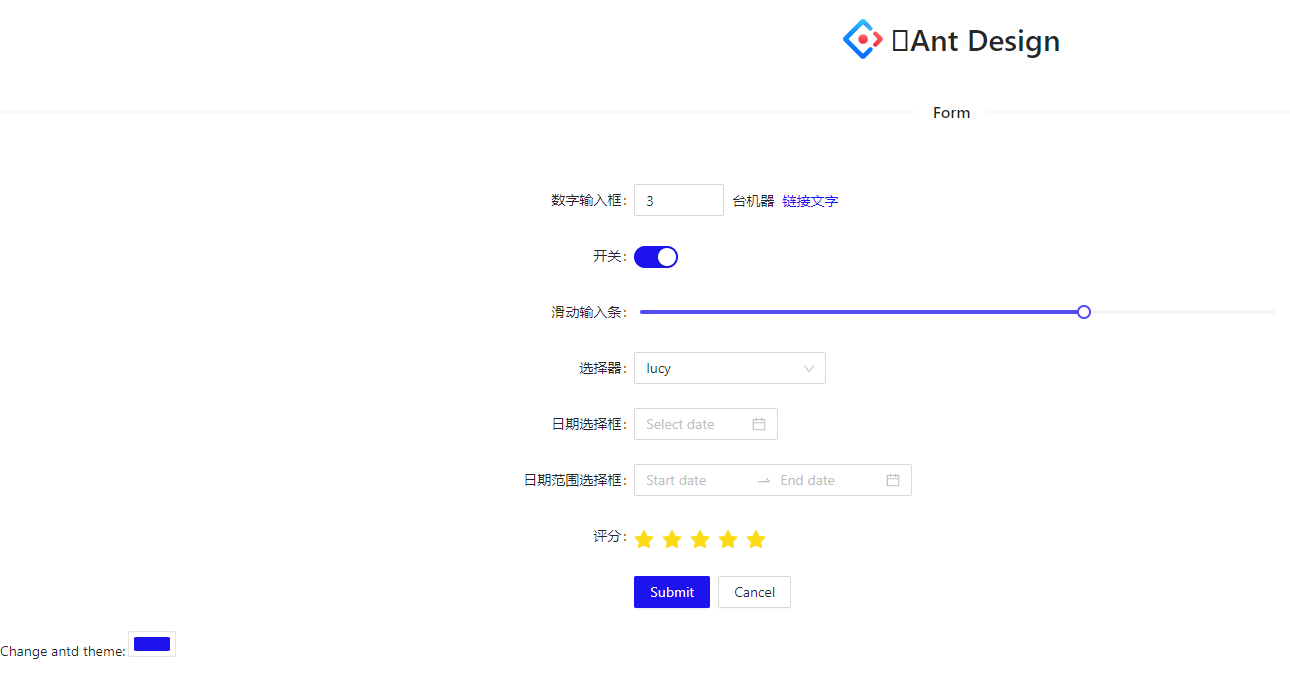 Ant Design
Form
数字输入框: 3 台机器 链接文字
开关:
滑动输入条:
选择器: lucy
日期选择框: Select date
日期范围选择框: Start date End date
评分:
Submit Cancel
Change antd theme: